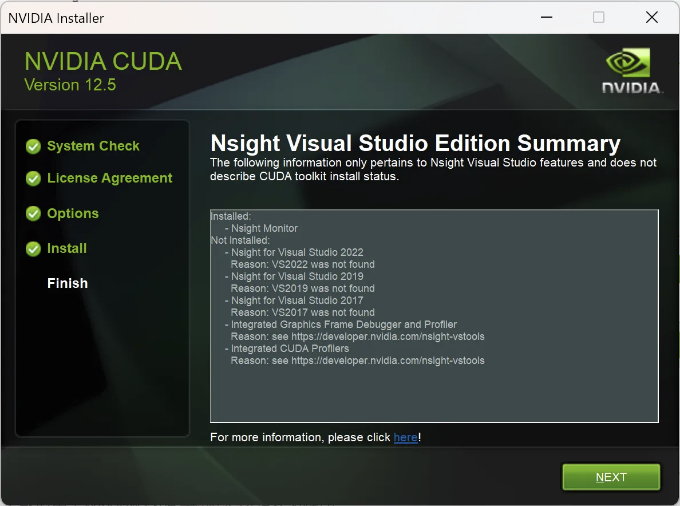 NVIDIA Installer
NVIDIA CUDA
Version 12.5
NVIDIA
System Check
License Agreement
Options
Install
Finish
Nsight Visual Studio Edition Summary
The following information only pertains to Nsight Visual Studio features and does not
describe CUDA toolkit install status.
Installed:
- Nsight Monitor
Not Installed:
- Nsight for Visual Studio 2022
Reason: VS2022 was not found
- Nsight for Visual Studio 2019
Reason: VS2019 was not found
- Nsight for Visual Studio 2017
Reason: VS2017 was not found
- Integrated Graphics Frame Debugger and Profiler
Reason: see https://developer.nvidia.com/nsight-vstools
- Integrated CUDA Profilers
Reason: see https://developer.nvidia.com/nsight-vstools
For more information, please click here!
NEXT